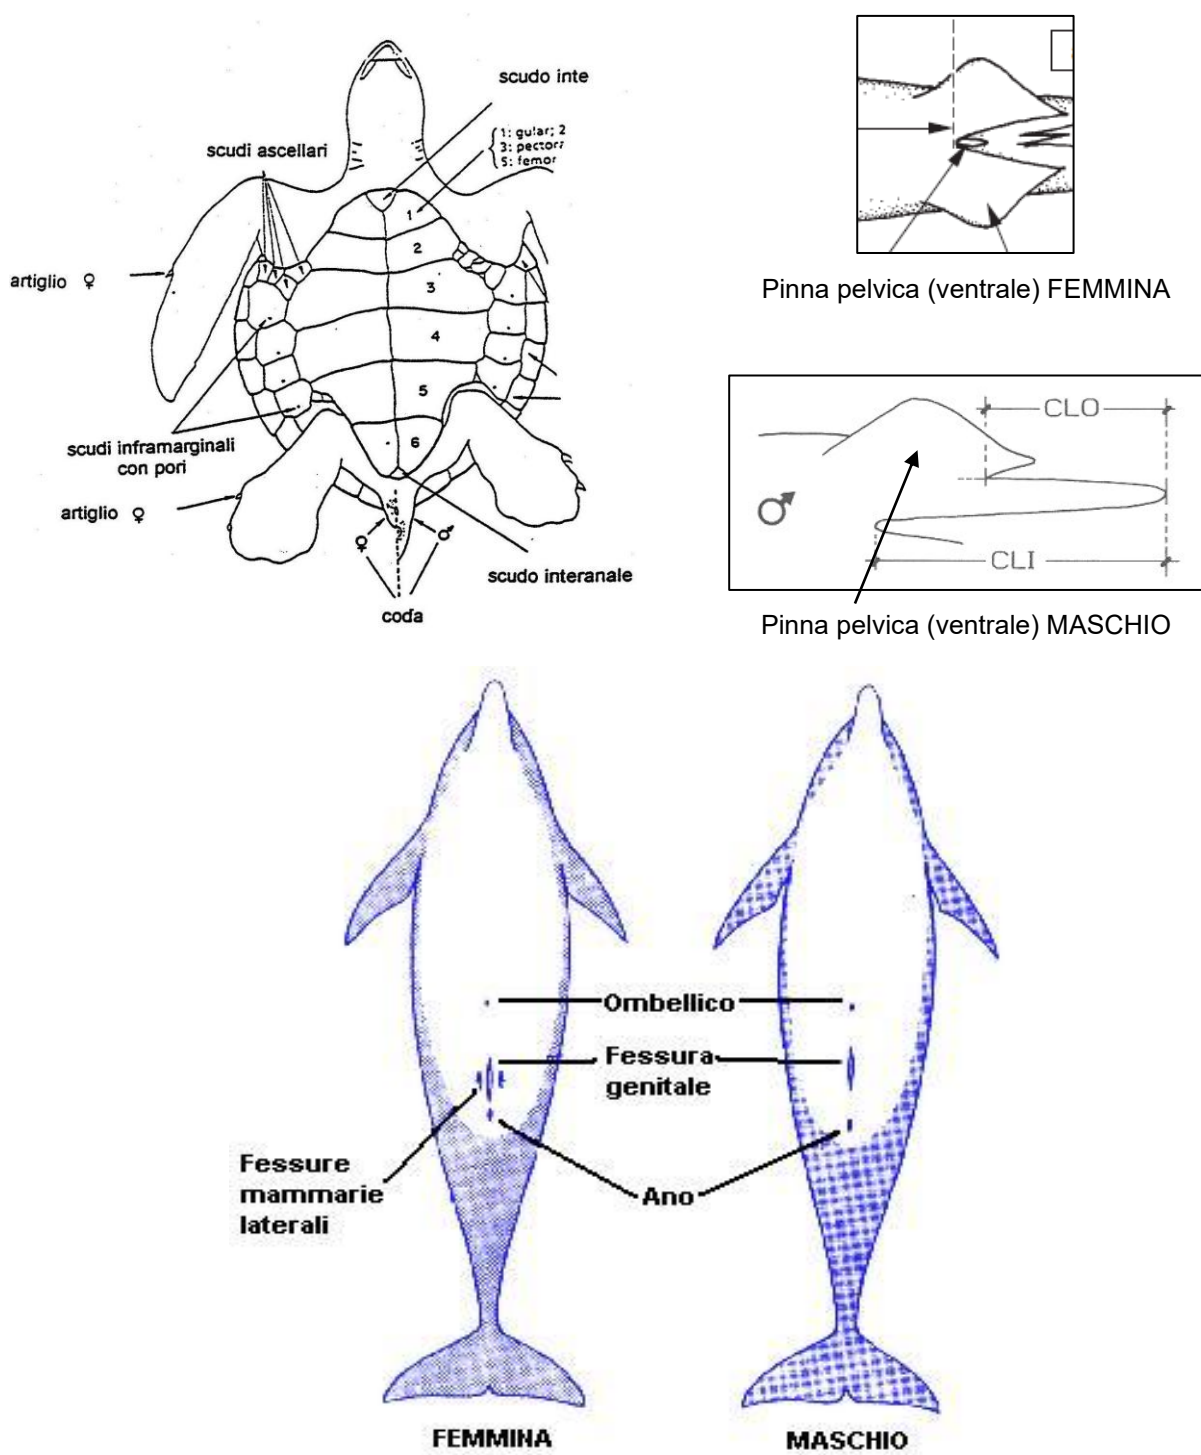 scudo inte
1: gular; 2
3: pectora
5: femor
scudi ascellari
1
2
artiglio ♀
3
4
5
6
scudi inframarginali
con pori
artiglio ♀
♀ ♂
scudo interanale
coda
Pinna pelvica (ventrale) FEMMINA
CLO
♂
CLI
Pinna pelvica (ventrale) MASCHIO
Ombellico
Fessura
genitale
Fessure
mammarie
laterali
Ano
FEMMINA
MASCHIO